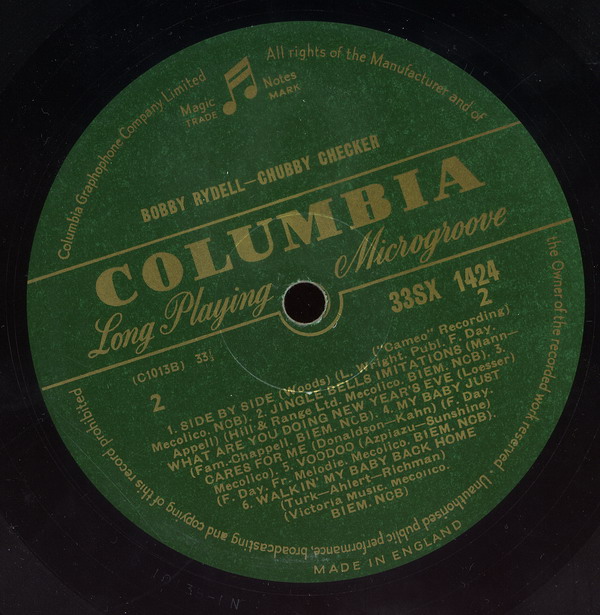 Columbia Graphophone Company Limited
All rights of the Manufacturer and of
the Owner of the recorded work reserved
Unauthorised public performance, broadcasting and copying of this record prohibited
Magic Notes
TRADE MARK
BOBBY RYDELL—CHUBBY CHECKER
COLUMBIA
Long Playing Microgroove
33SX 1424
2
(C1013B) 33⅓ ("Cameo" Recording)
2
1. SIDE BY SIDE (Woods) (L. Wright. Publ. F. Day.
Mecolico. NCB). 2. JINGLE BELLS IMITATIONS (Mann—
Appell) (Hill & Range Ltd. Mecolico. BIEM. NCB). 3.
WHAT ARE YOU DOING NEW YEAR'S EVE (Loesser)
(Fam. Chappell. BIEM. NCB). 4. MY BABY JUST
CARES FOR ME (Donaldson—Kahn) (F. Day.
Mecolico). 5. VOODOO (Azpiazu—Sunshine)
(F. Day. Fr. Melodie. Mecolico. BIEM. NCB).
6. WALKIN' MY BABY BACK HOME
(Turk—Ahlert—Richman)
(Victoria Music. Mecolico.
BIEM. NCB)
MADE IN ENGLAND